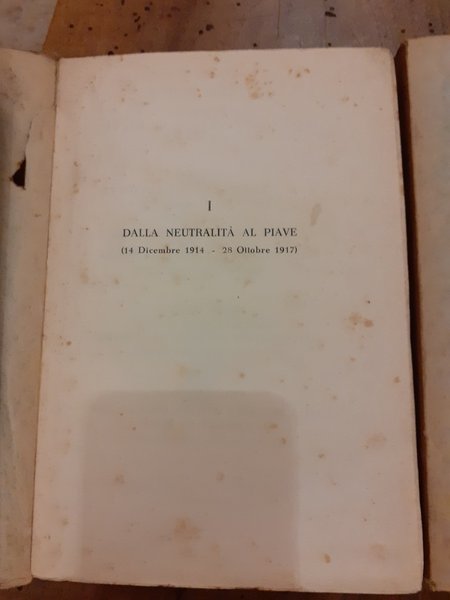 I
DALLA NEUTRALITÀ AL PIAVE
(14 Dicembre 1914 - 28 Ottobre 1917)